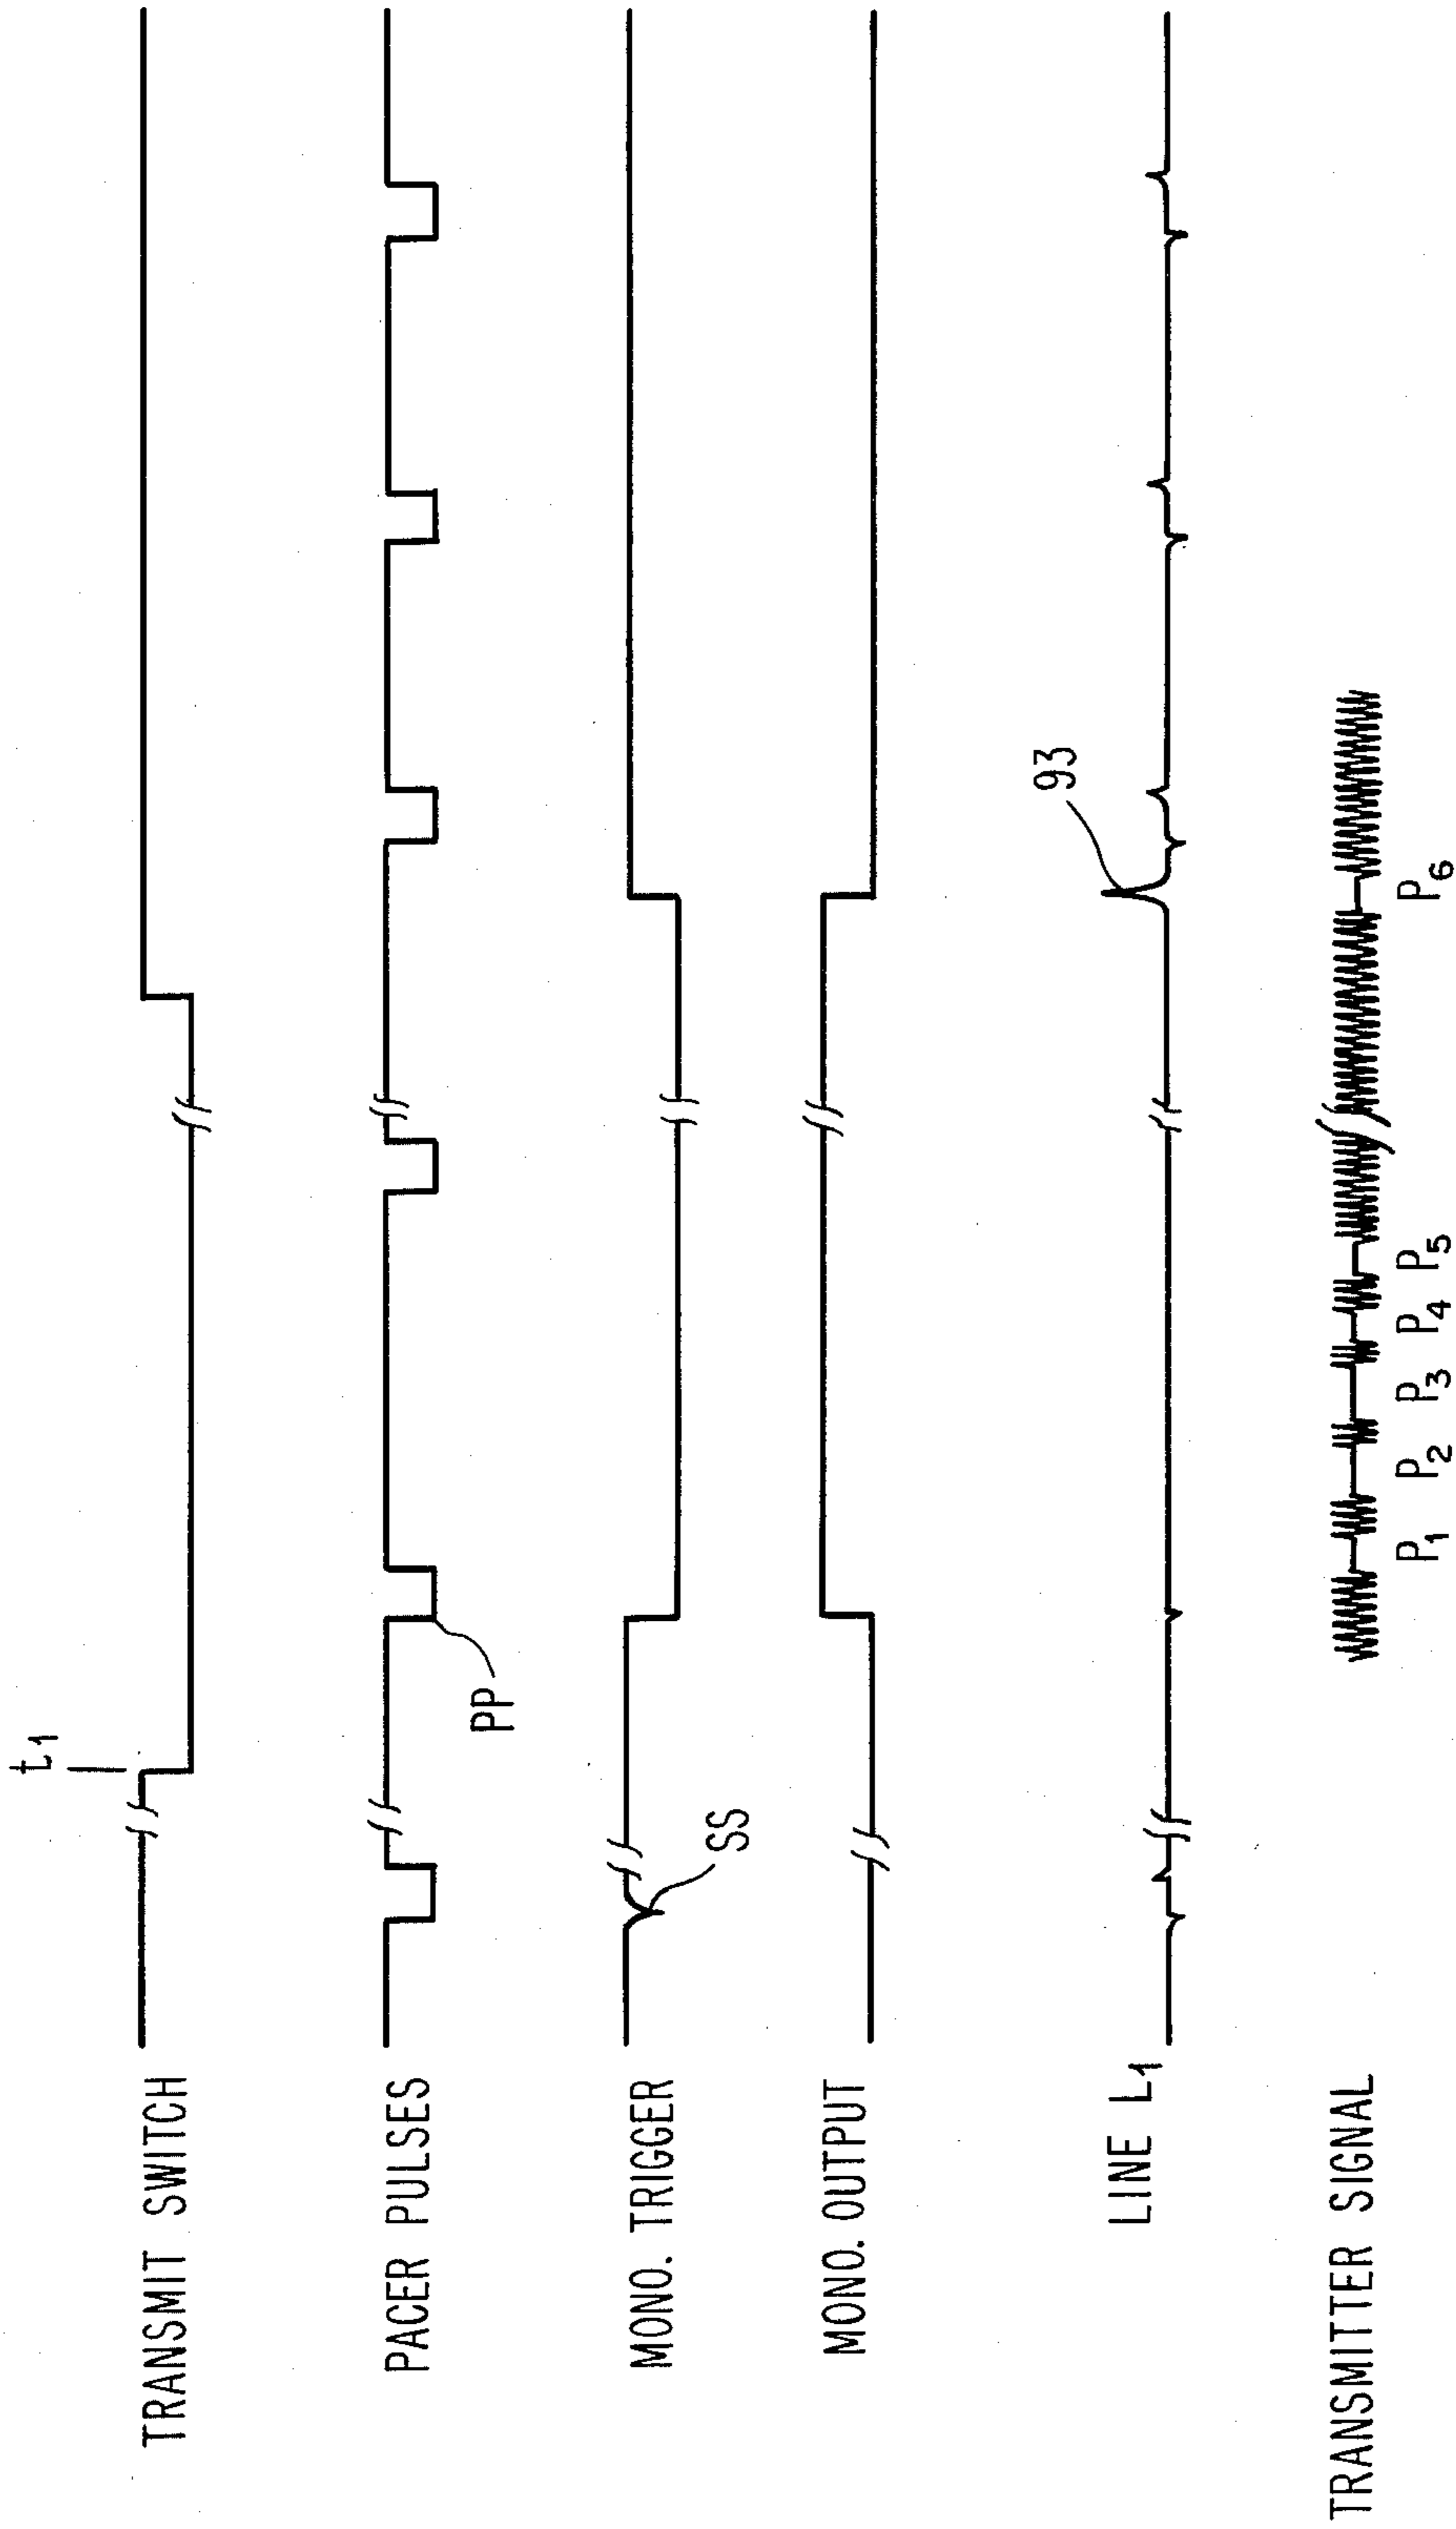 t1
TRANSMIT SWITCH
PACER PULSES
PP
MONO. TRIGGER
SS
MONO. OUTPUT
93
LINE L1
TRANSMITTER SIGNAL
P1 P2 P3 P4 P5 P6